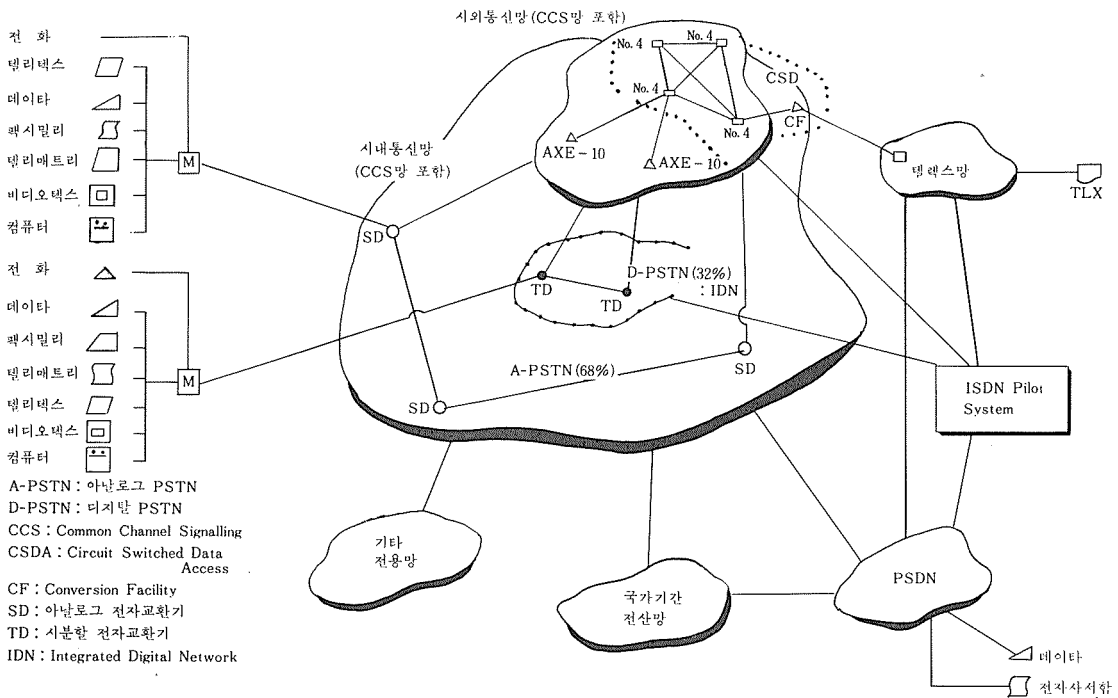 시외통신망(CCS망 포함)
No. 4
No. 4
No. 4
No. 4
CSD
CF
AXE-10
AXE-10
시내통신망
(CCS망 포함)
텔렉스망
TLX
전 화
텔리텍스
데이타
팩시밀리
텔리매트리
비디오텍스
컴퓨터
M
전 화
데이타
팩시밀리
텔리매트리
텔리텍스
비디오텍스
컴퓨터
M
SD
TD
TD
D-PSTN(32%)
: IDN
A-PSTN(68%)
SD
SD
ISDN Pilot
System
A-PSTN : 아날로그 PSTN
D-PSTN : 디지탈 PSTN
CCS : Common Channel Signalling
CSDA : Circuit Switched Data
Access
CF : Conversion Facility
SD : 아날로그 전자교환기
TD : 시분할 전자교환기
IDN : Integrated Digital Network
기타
전용망
국가기간
전산망
PSDN
데이타
전자사서함